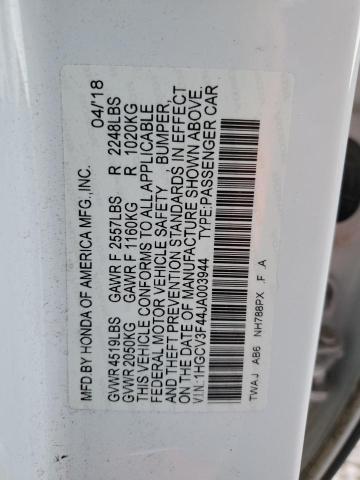 MFD.BY HONDA OF AMERICA MFG.,INC. 04/'18
GVWR 4519LBS GAWR F 2557LBS R 2248LBS
GVWR 2050KG GAWR F 1160KG R 1020KG
THIS VEHICLE CONFORMS TO ALL APPLICABLE
FEDERAL MOTOR VEHICLE SAFETY , BUMPER,
THEFT PREVENTION STANDARDS IN EFFECT
ON THE DATE OF MANUFACTURE SHOWN ABOVE.
VIN:1HGCV3F44JA003944 TYPE:PASSENGER CAR
TWAJ AB6 NH788PX F A